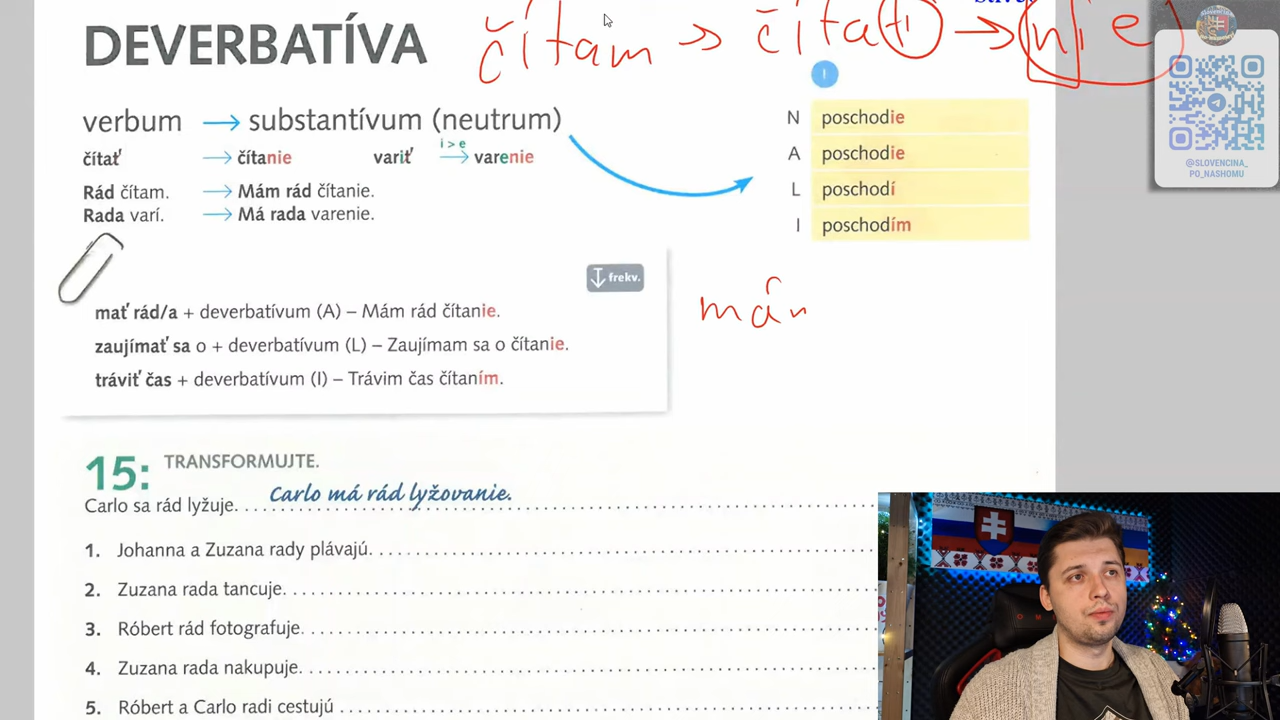 DEVERBATÍVA
čítam → čítať → nie
verbum → substantívum (neutrum)
i > e
čítať → čítanie variť → varenie
Rád čítam. → Mám rád čítanie.
Rada varí. → Má rada varenie.
!
N poschodie
A poschodie
L poschodí
I poschodím
@SLOVENCINA_
PO_NASHOMU
frekv.
mať rád/a + deverbatívum (A) – Mám rád čítanie.
zaujímať sa o + deverbatívum (L) – Zaujímam sa o čítanie.
tráviť čas + deverbatívum (I) – Trávim čas čítaním.
mám
15: TRANSFORMUJTE.
Carlo sa rád lyžuje. Carlo má rád lyžovanie.
1. Johanna a Zuzana rady plávajú.
2. Zuzana rada tancuje.
3. Róbert rád fotografuje.
4. Zuzana rada nakupuje.
5. Róbert a Carlo radi cestujú